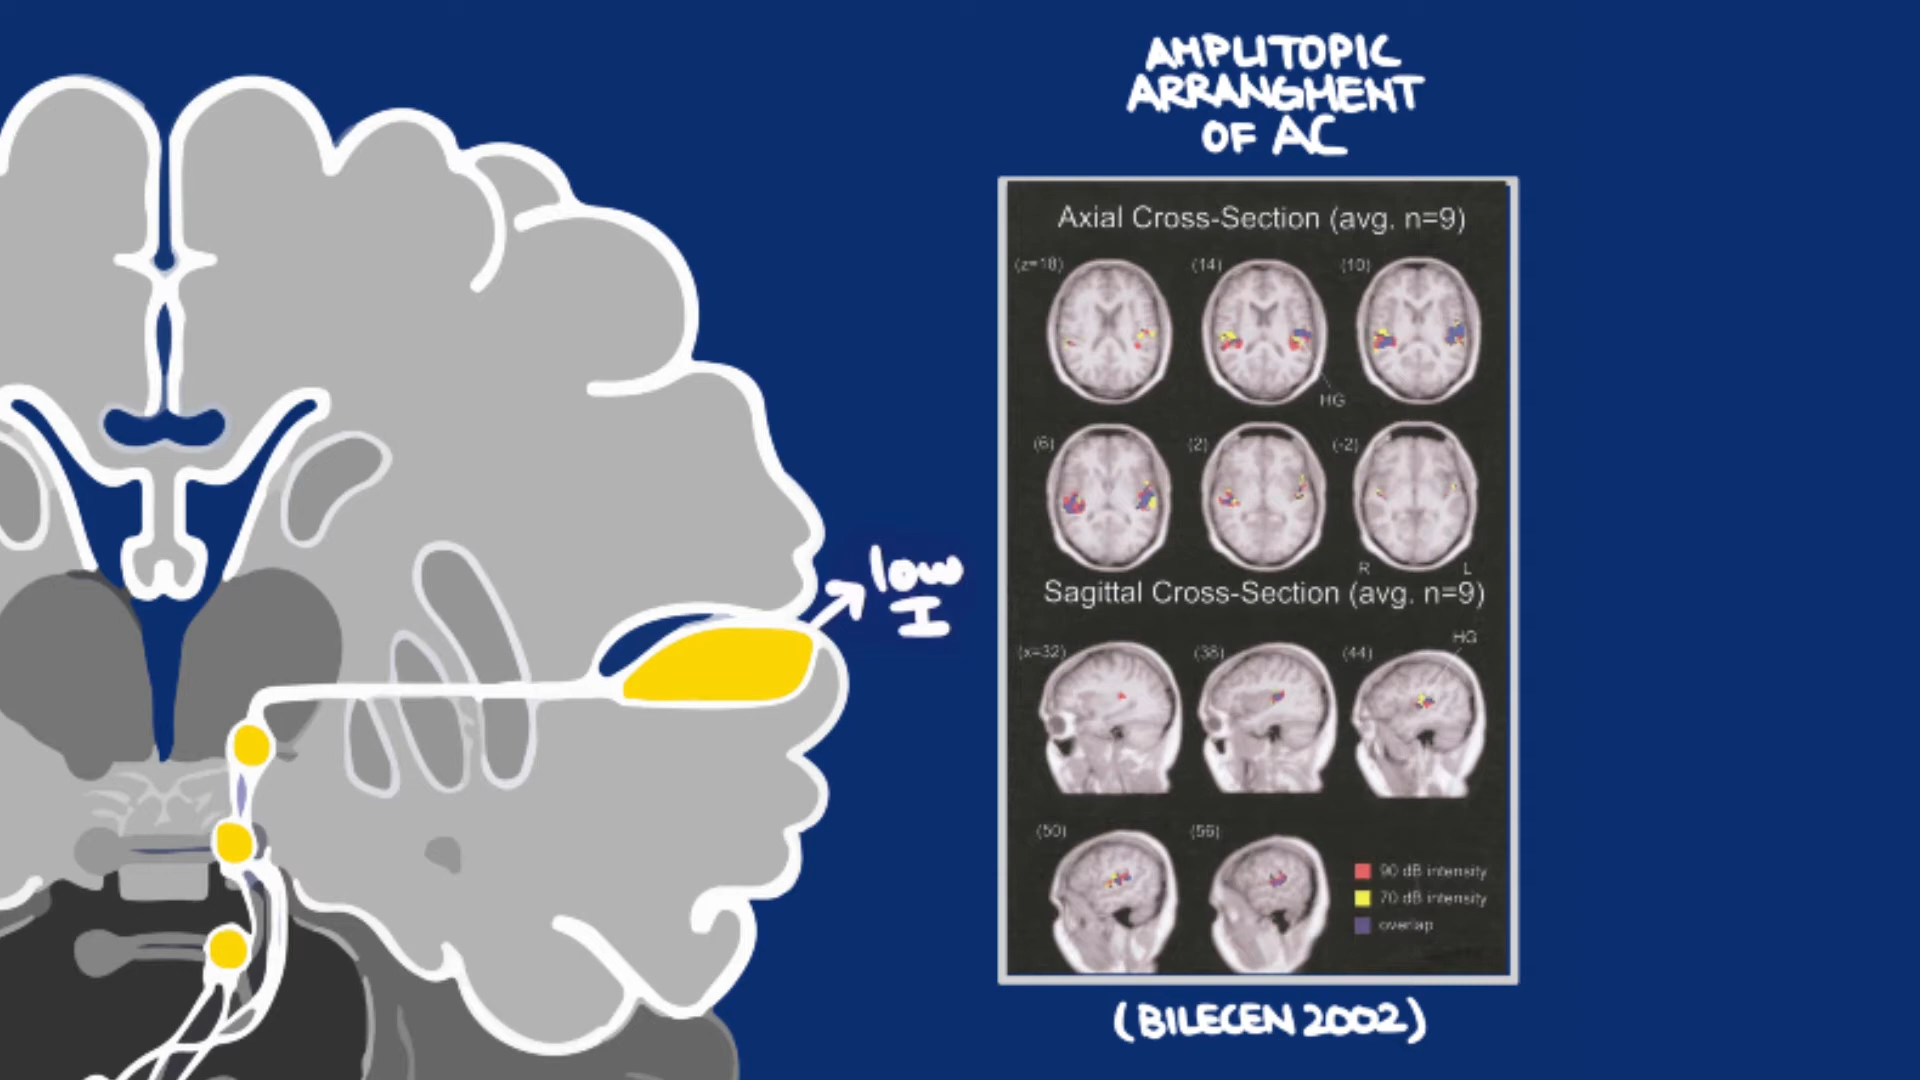 AMPLITOPIC
ARRANGMENT
OF AC
Axial Cross-Section (avg. n=9)
(z=18)
(14)
(10)
HG
(6)
(2)
(-2)
R
L
Sagittal Cross-Section (avg. n=9)
(x=32)
(38)
(44)
HG
(50)
(56)
90 dB intensity
70 dB intensity
overlap
(BILECEN 2002)
low
I